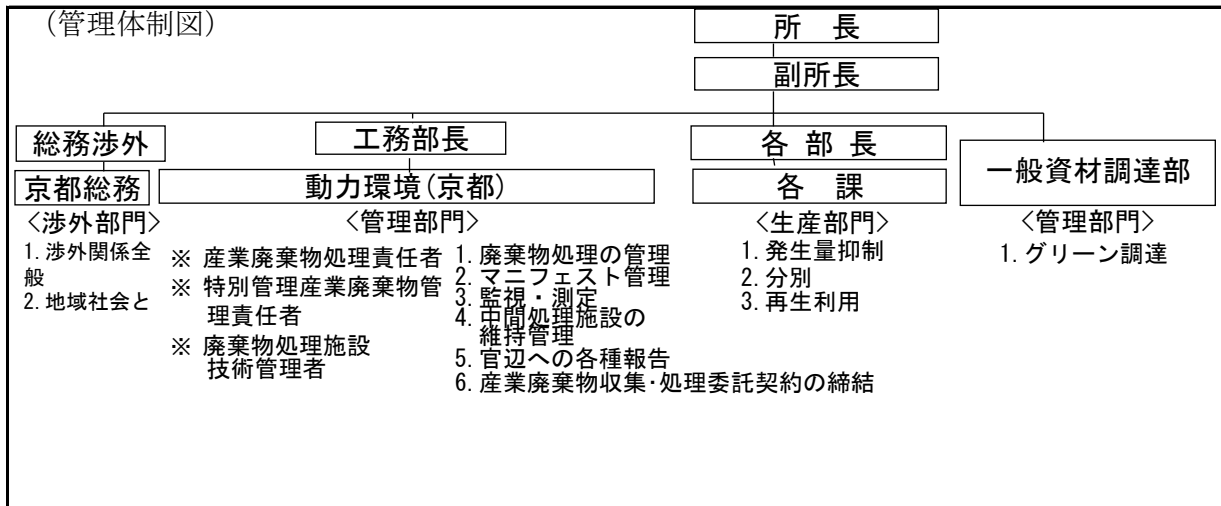 （管理体制図）
所　長
副所長
総務渉外
工務部長
各 部 長
一般資材調達部
京都総務
動力環境(京都)
各　課
〈渉外部門〉
〈管理部門〉
〈生産部門〉
〈管理部門〉
1. 渉外関係全
般
2. 地域社会と
※ 産業廃棄物処理責任者
※ 特別管理産業廃棄物管
理責任者
※ 廃棄物処理施設
技術管理者
1. 廃棄物処理の管理
2. マニフェスト管理
3. 監視・測定
4. 中間処理施設の
維持管理
5. 官辺への各種報告
6. 産業廃棄物収集・処理委託契約の締結
1. 発生量抑制
2. 分別
3. 再生利用
1. グリーン調達